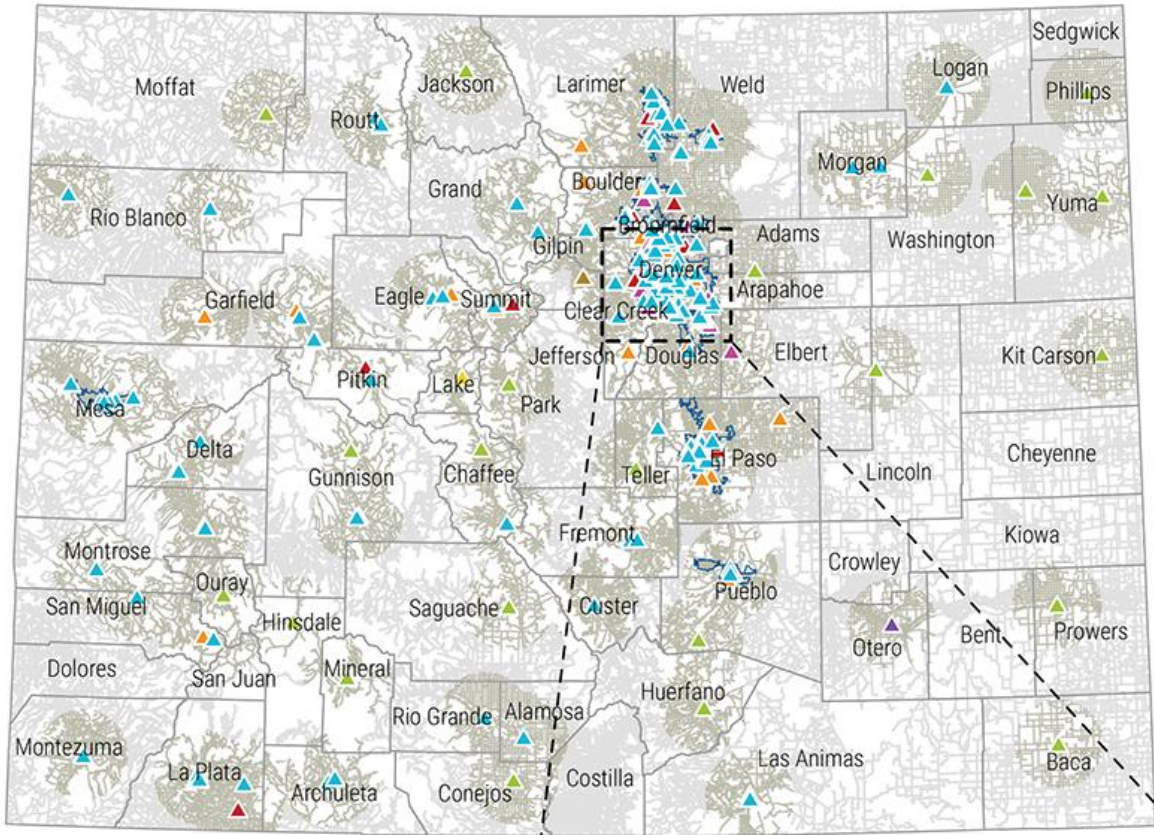 Sedgwick
Moffat
Jackson
Larimer
Weld
Logan
Phillips
Routt
Morgan
Grand
Boulder
Yuma
Rio Blanco
Broomfield
Washington
Gilpin
Adams
Denver
Arapahoe
Garfield
Eagle
Summit
Clear Creek
Jefferson
Douglas
Elbert
Kit Carson
Pitkin
Lake
Park
Mesa
Delta
Gunnison
Chaffee
Teller
El Paso
Lincoln
Cheyenne
Fremont
Kiowa
Montrose
Crowley
Ouray
Pueblo
San Miguel
Hinsdale
Saguache
Custer
Otero
Bent
Prowers
Dolores
San Juan
Mineral
Huerfano
Rio Grande
Alamosa
Montezuma
La Plata
Archuleta
Conejos
Costilla
Las Animas
Baca